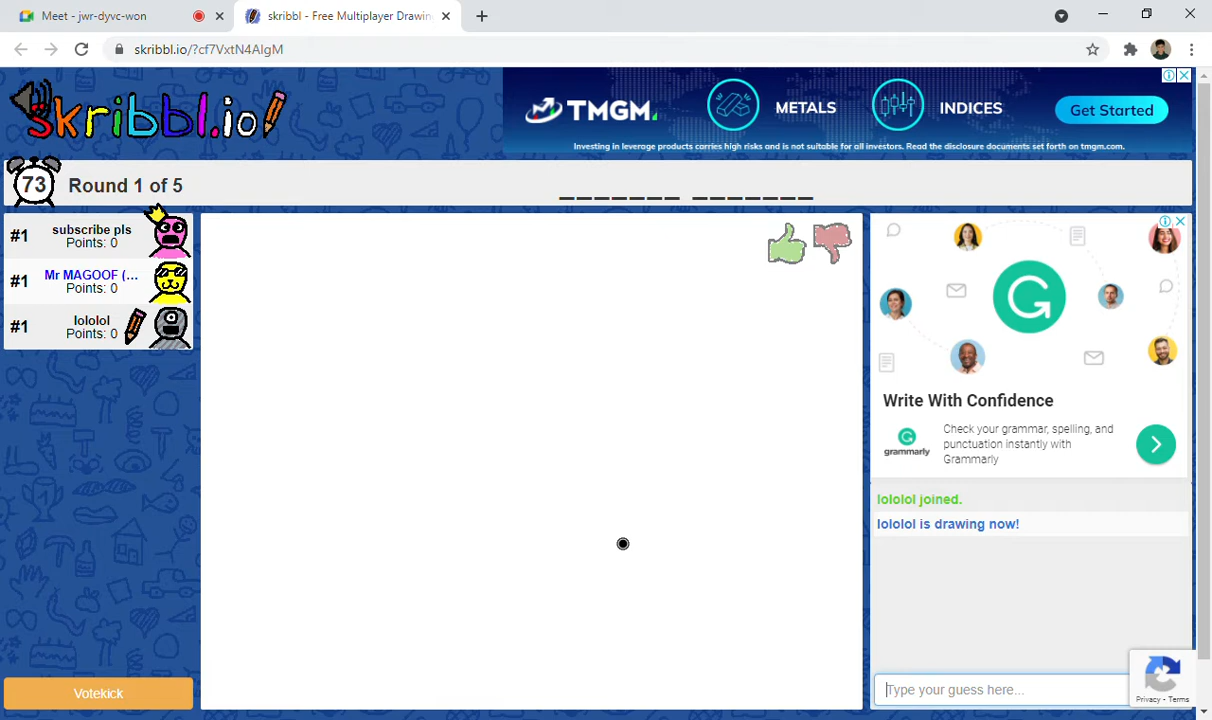 Meet - jwr-dyvc-won
skribbl - Free Multiplayer Drawin
skribbl.io/?cf7VxtN4AlgM
skribbl.io
TMGM
METALS
INDICES
Get Started
Investing in leverage products carries high risks and is not suitable for all investors. Read the disclosure documents set forth on tmgm.com.
73
Round 1 of 5
_______ _______
#1
subscribe pls
Points: 0
#1
Mr MAGOOF (...
Points: 0
#1
lololol
Points: 0
Votekick
G
Write With Confidence
grammarly
Check your grammar, spelling, and
punctuation instantly with
Grammarly
lololol joined.
lololol is drawing now!
Type your guess here...
Privacy - Terms